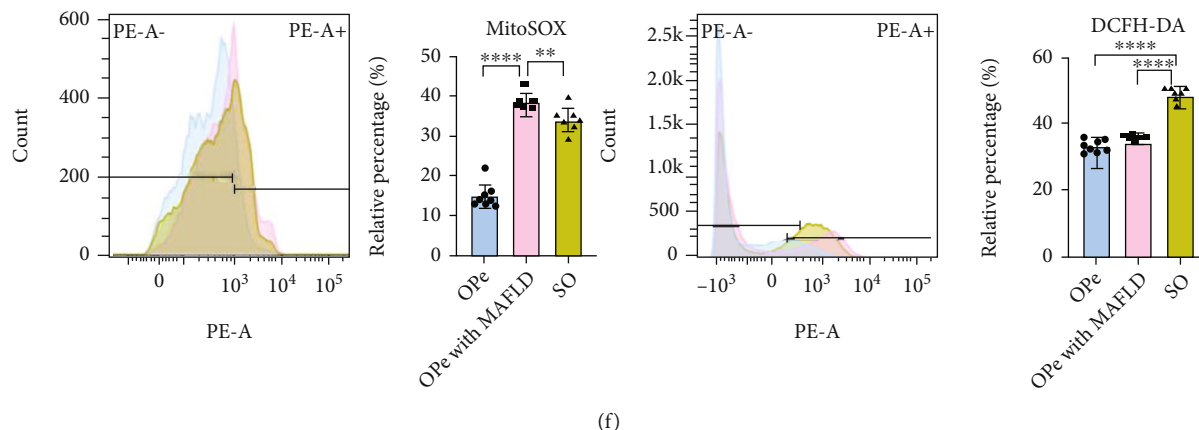 PE-A-
PE-A+
600
400
200
0
Count
0
10³
10⁴
10⁵
PE-A
MitoSOX
****
**
50
40
30
20
10
0
Relative percentage (%)
OPe
OPe with MAFLD
SO
PE-A-
PE-A+
2.5k
2.0k
1.5k
1.0k
500
0
Count
–10³
0
10³
10⁴
10⁵
PE-A
DCFH-DA
****
****
60
40
20
0
Relative percentage (%)
OPe
OPe with MAFLD
SO
(f)